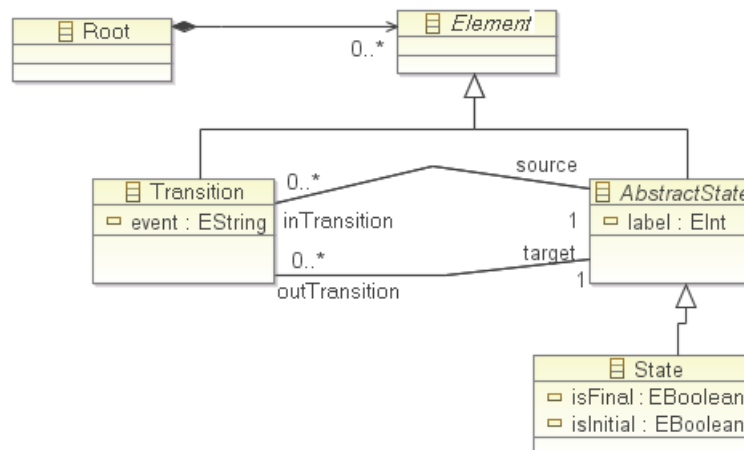 Root
Element
0..*
Transition
event : EString
0..*
inTransition
source
1
AbstractState
label : EInt
0..*
outTransition
target
1
State
isFinal : EBoolean
isInitial : EBoolean